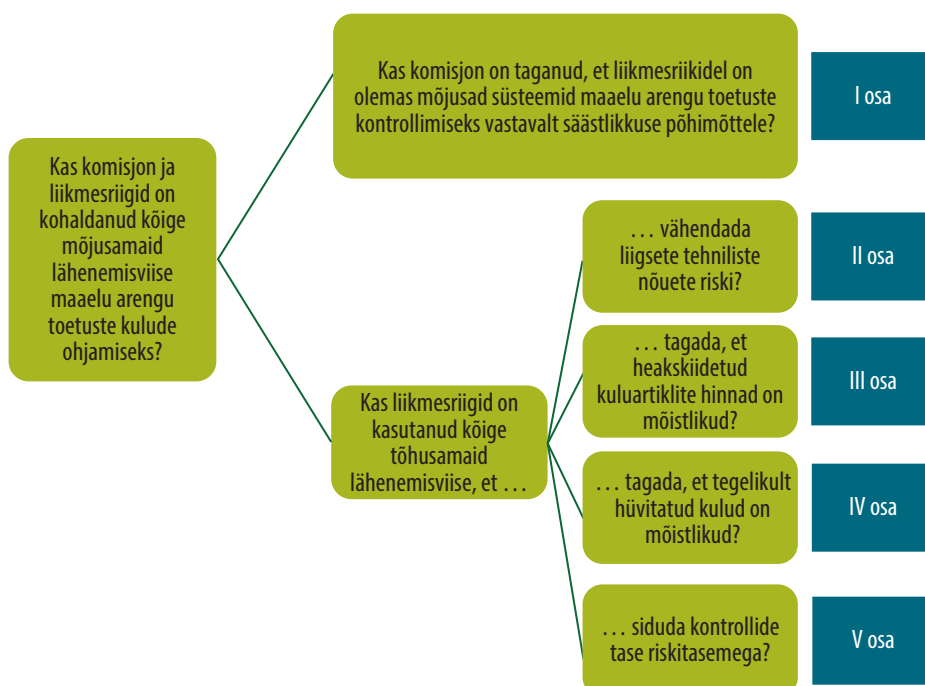 Kas komisjon ja
liikmesriigid on
kohaldanud kõige
mõjusamaid
lähenemisviise
maaelu arengu
toetuste kulude
ohjamiseks?
Kas komisjon on taganud, et liikmesriikidel on
olemas mõjusad süsteemid maaelu arengu toetuste
kontrollimiseks vastavalt säästlikkuse põhimõttele?
I osa
Kas liikmesriigid on
kasutanud kõige
tõhusamaid
lähenemisviise, et …
… vähendada
liigsete tehniliste
nõuete riski?
II osa
… tagada, et
heakskiidetud
kuluartiklite hinnad on
mõistlikud?
III osa
… tagada, et tegelikult
hüvitatud kulud on
mõistlikud?
IV osa
… siduda kontrollide
tase riskitasemega?
V osa